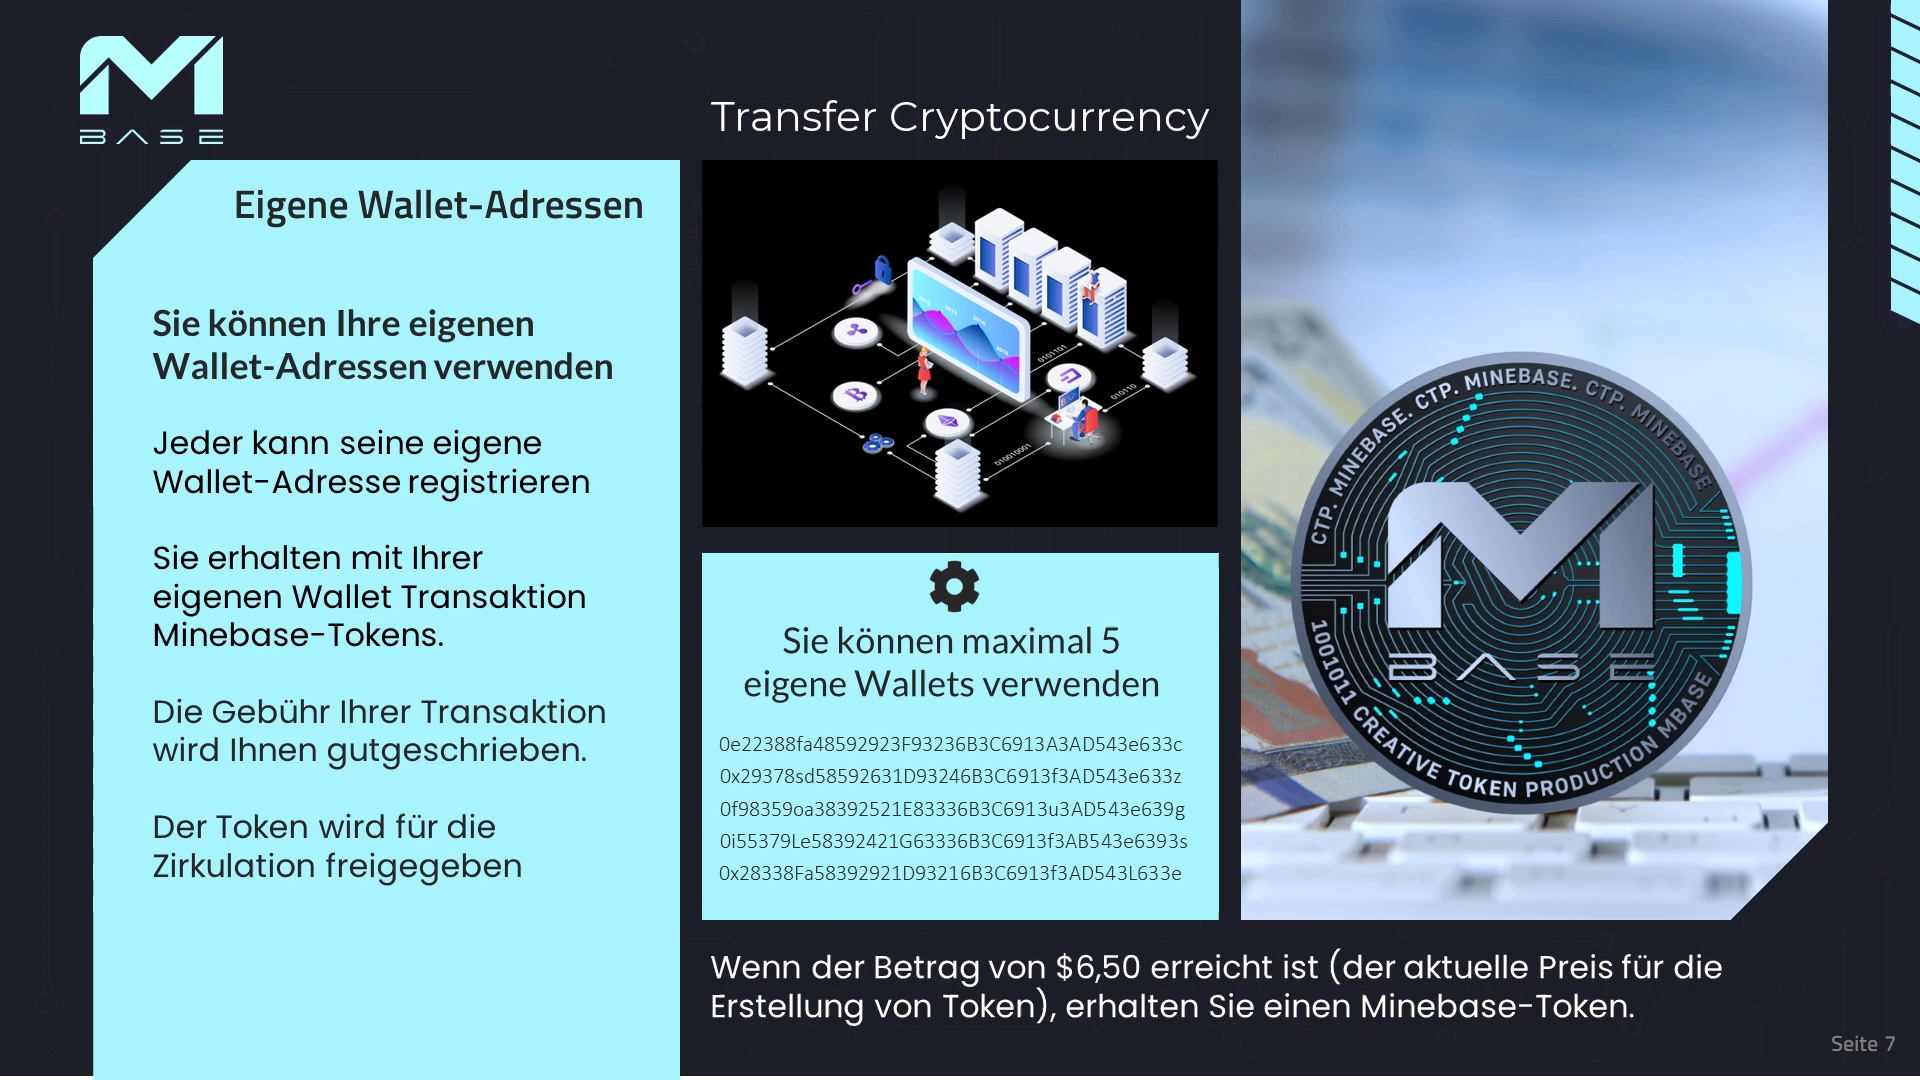 BASE
Transfer Cryptocurrency
Eigene Wallet-Adressen
Sie können Ihre eigenen
Wallet-Adressen verwenden
Jeder kann seine eigene
Wallet-Adresse registrieren
Sie erhalten mit Ihrer
eigenen Wallet Transaktion
Minebase-Tokens.
Die Gebühr Ihrer Transaktion
wird Ihnen gutgeschrieben.
Der Token wird für die
Zirkulation freigegeben
0101101
010110
010010001
Sie können maximal 5
eigene Wallets verwenden
0e22388fa48592923F93236B3C6913A3AD543e633c
0x29378sd58592631D93246B3C6913f3AD543e633z
0f98359oa38392521E83336B3C6913u3AD543e639g
0i55379Le58392421G63336B3C6913f3AB543e6393s
0x28338Fa58392921D93216B3C6913f3AD543L633e
CTP. MINEBASE. CTP. MINEBASE. CTP. MINEBASE
BASE
1001011 CREATIVE TOKEN PRODUCTION MBASE
Wenn der Betrag von $6,50 erreicht ist (der aktuelle Preis für die
Erstellung von Token), erhalten Sie einen Minebase-Token.
Seite 7